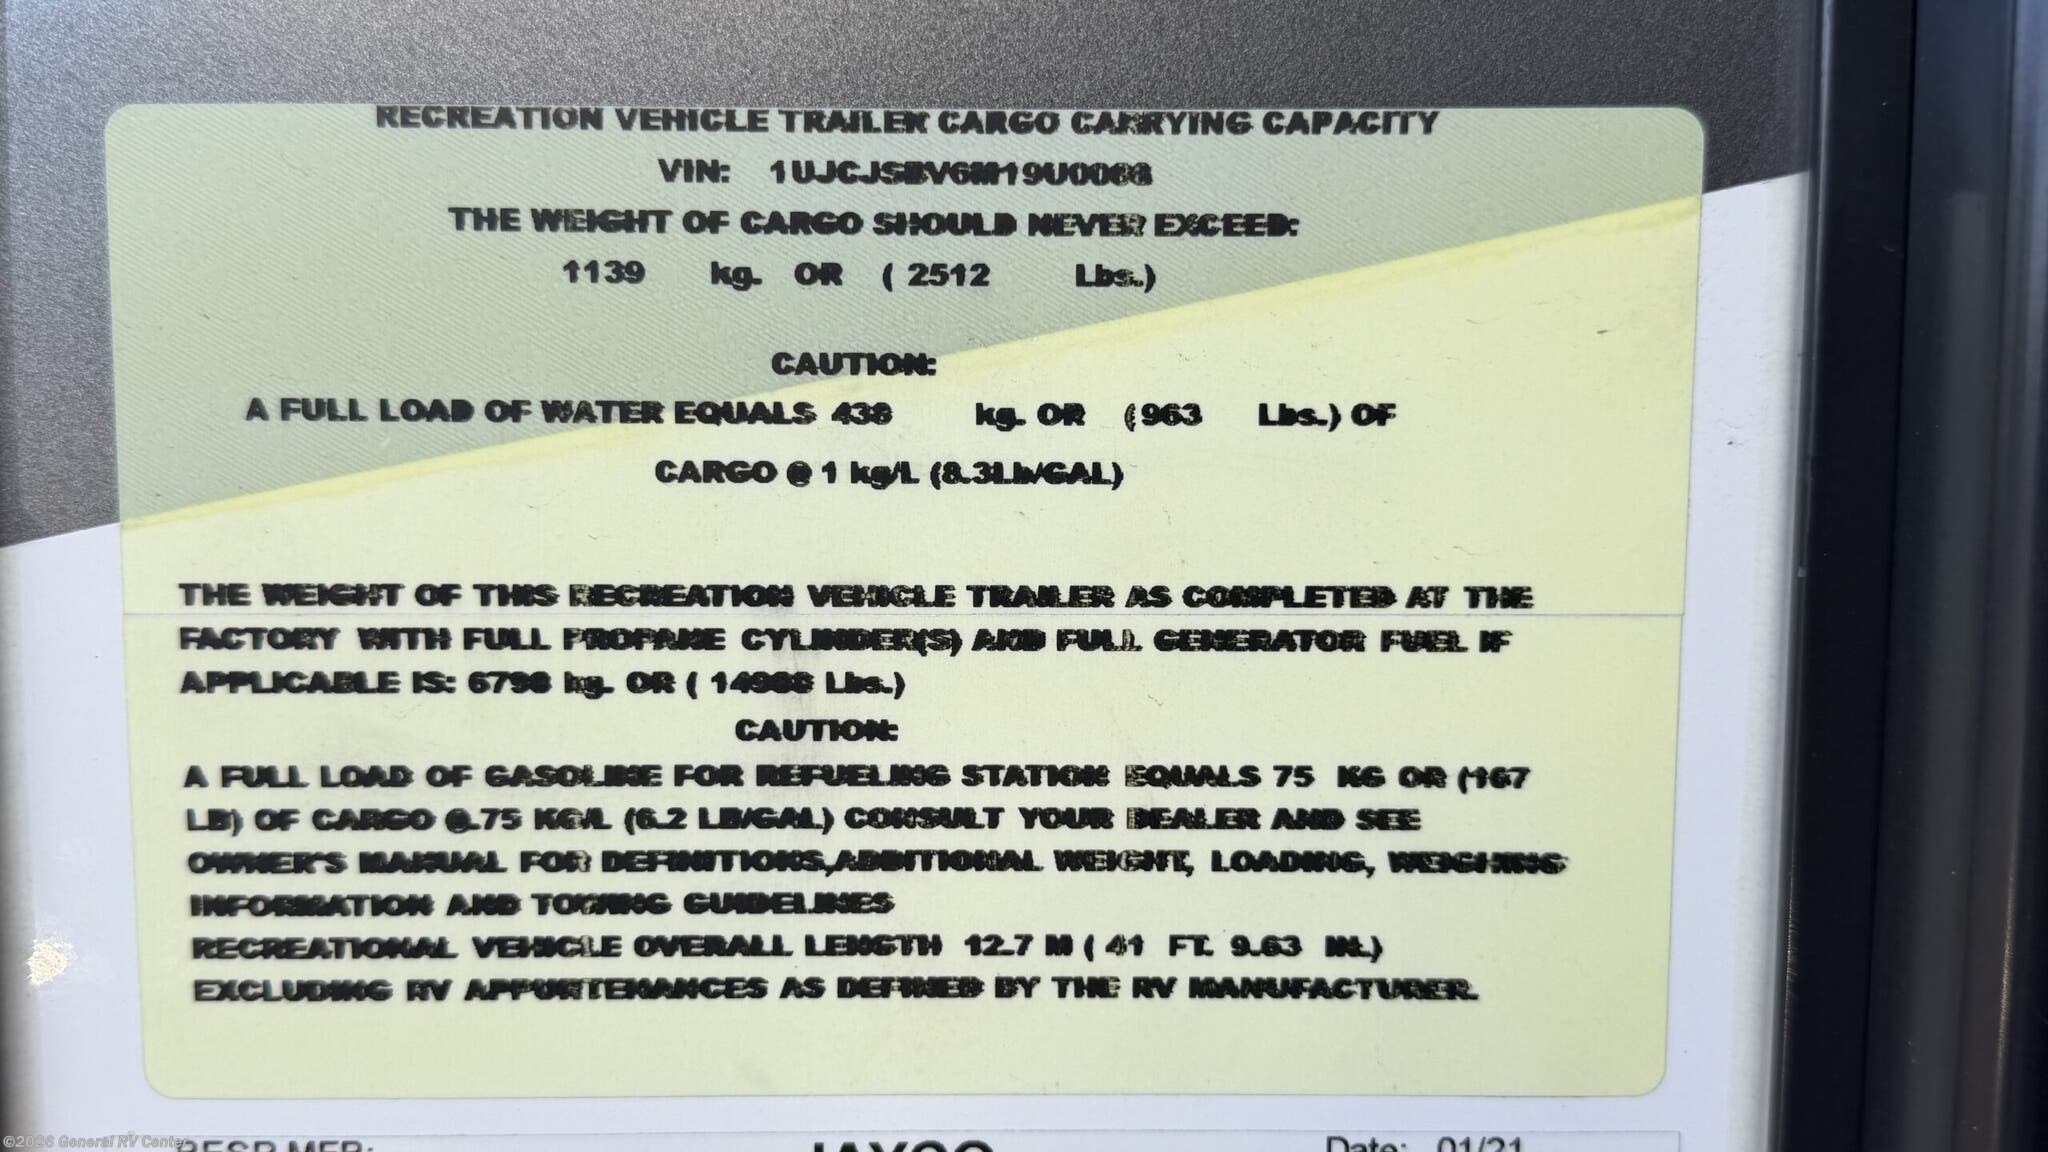 RECREATION VEHICLE TRAILER CARGO CARRYING CAPACITY
VIN: 1UJCJSBV6M19U0088
THE WEIGHT OF CARGO SHOULD NEVER EXCEED:
1139 kg. OR ( 2512 Lbs.)
CAUTION:
A FULL LOAD OF WATER EQUALS 438 kg. OR (963 Lbs.) OF
CARGO @ 1 kg/L (8.3Lb/GAL)
THE WEIGHT OF THIS RECREATION VEHICLE TRAILER AS COMPLETED AT THE
FACTORY WITH FULL PROPANE CYLINDER(S) AND FULL GENERATOR FUEL IF
APPLICABLE IS: 6798 kg. OR ( 14988 Lbs.)
CAUTION:
A FULL LOAD OF GASOLINE FOR REFUELING STATION EQUALS 75 KG OR (167
LB) OF CARGO @.75 KG/L (6.2 LB/GAL) CONSULT YOUR DEALER AND SEE
OWNER'S MANUAL FOR DEFINITIONS,ADDITIONAL WEIGHT, LOADING, WEIGHING
INFORMATION AND TOWING GUIDELINES
RECREATIONAL VEHICLE OVERALL LENGTH 12.7 M ( 41 FT. 9.63 IN.)
EXCLUDING RV APPURTENANCES AS DEFINED BY THE RV MANUFACTURER.
RESP.MFR: JAYCO Date: 01/21
©2026 General RV Center